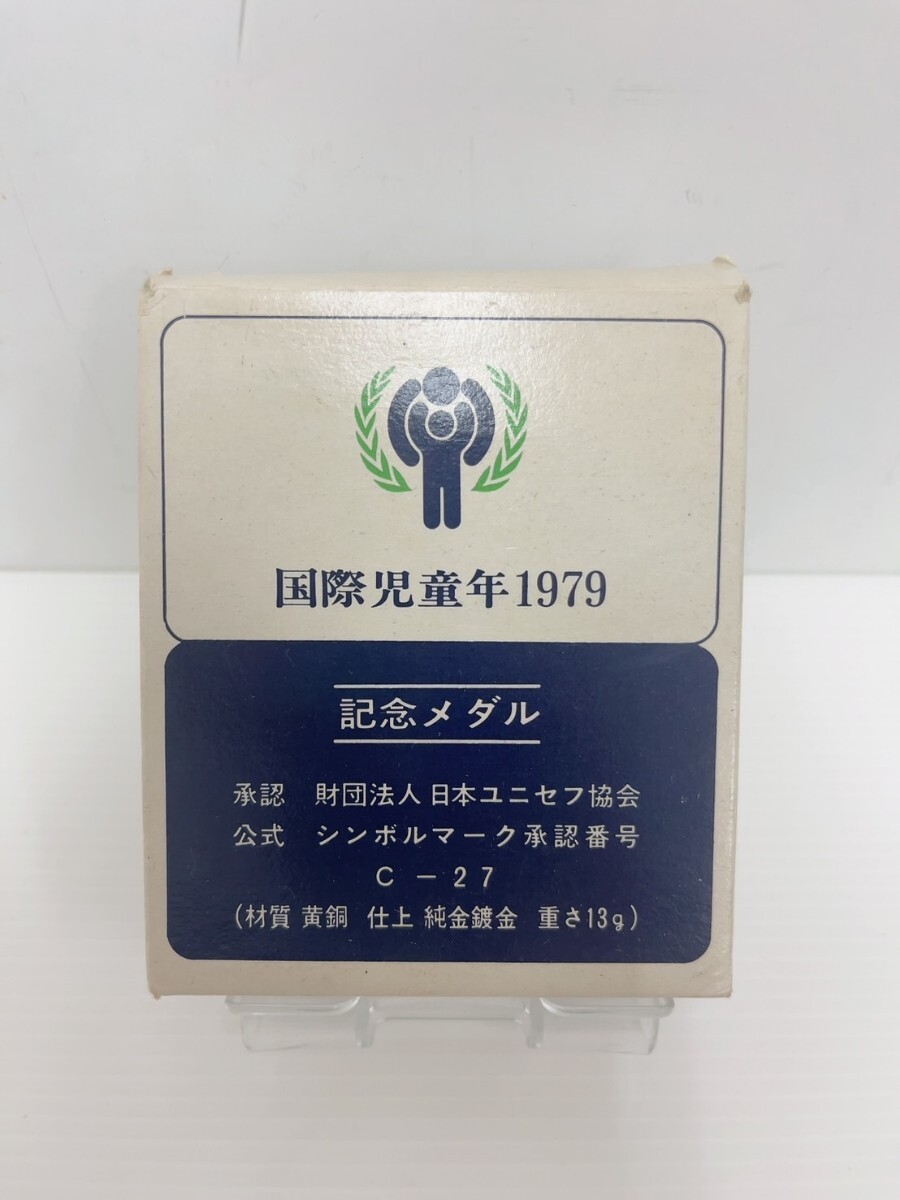 国際児童年1979
記念メダル
承認 財団法人 日本ユニセフ協会
公式 シンボルマーク承認番号
C-27
(材質 黄銅 仕上 純金鍍金 重さ13g)